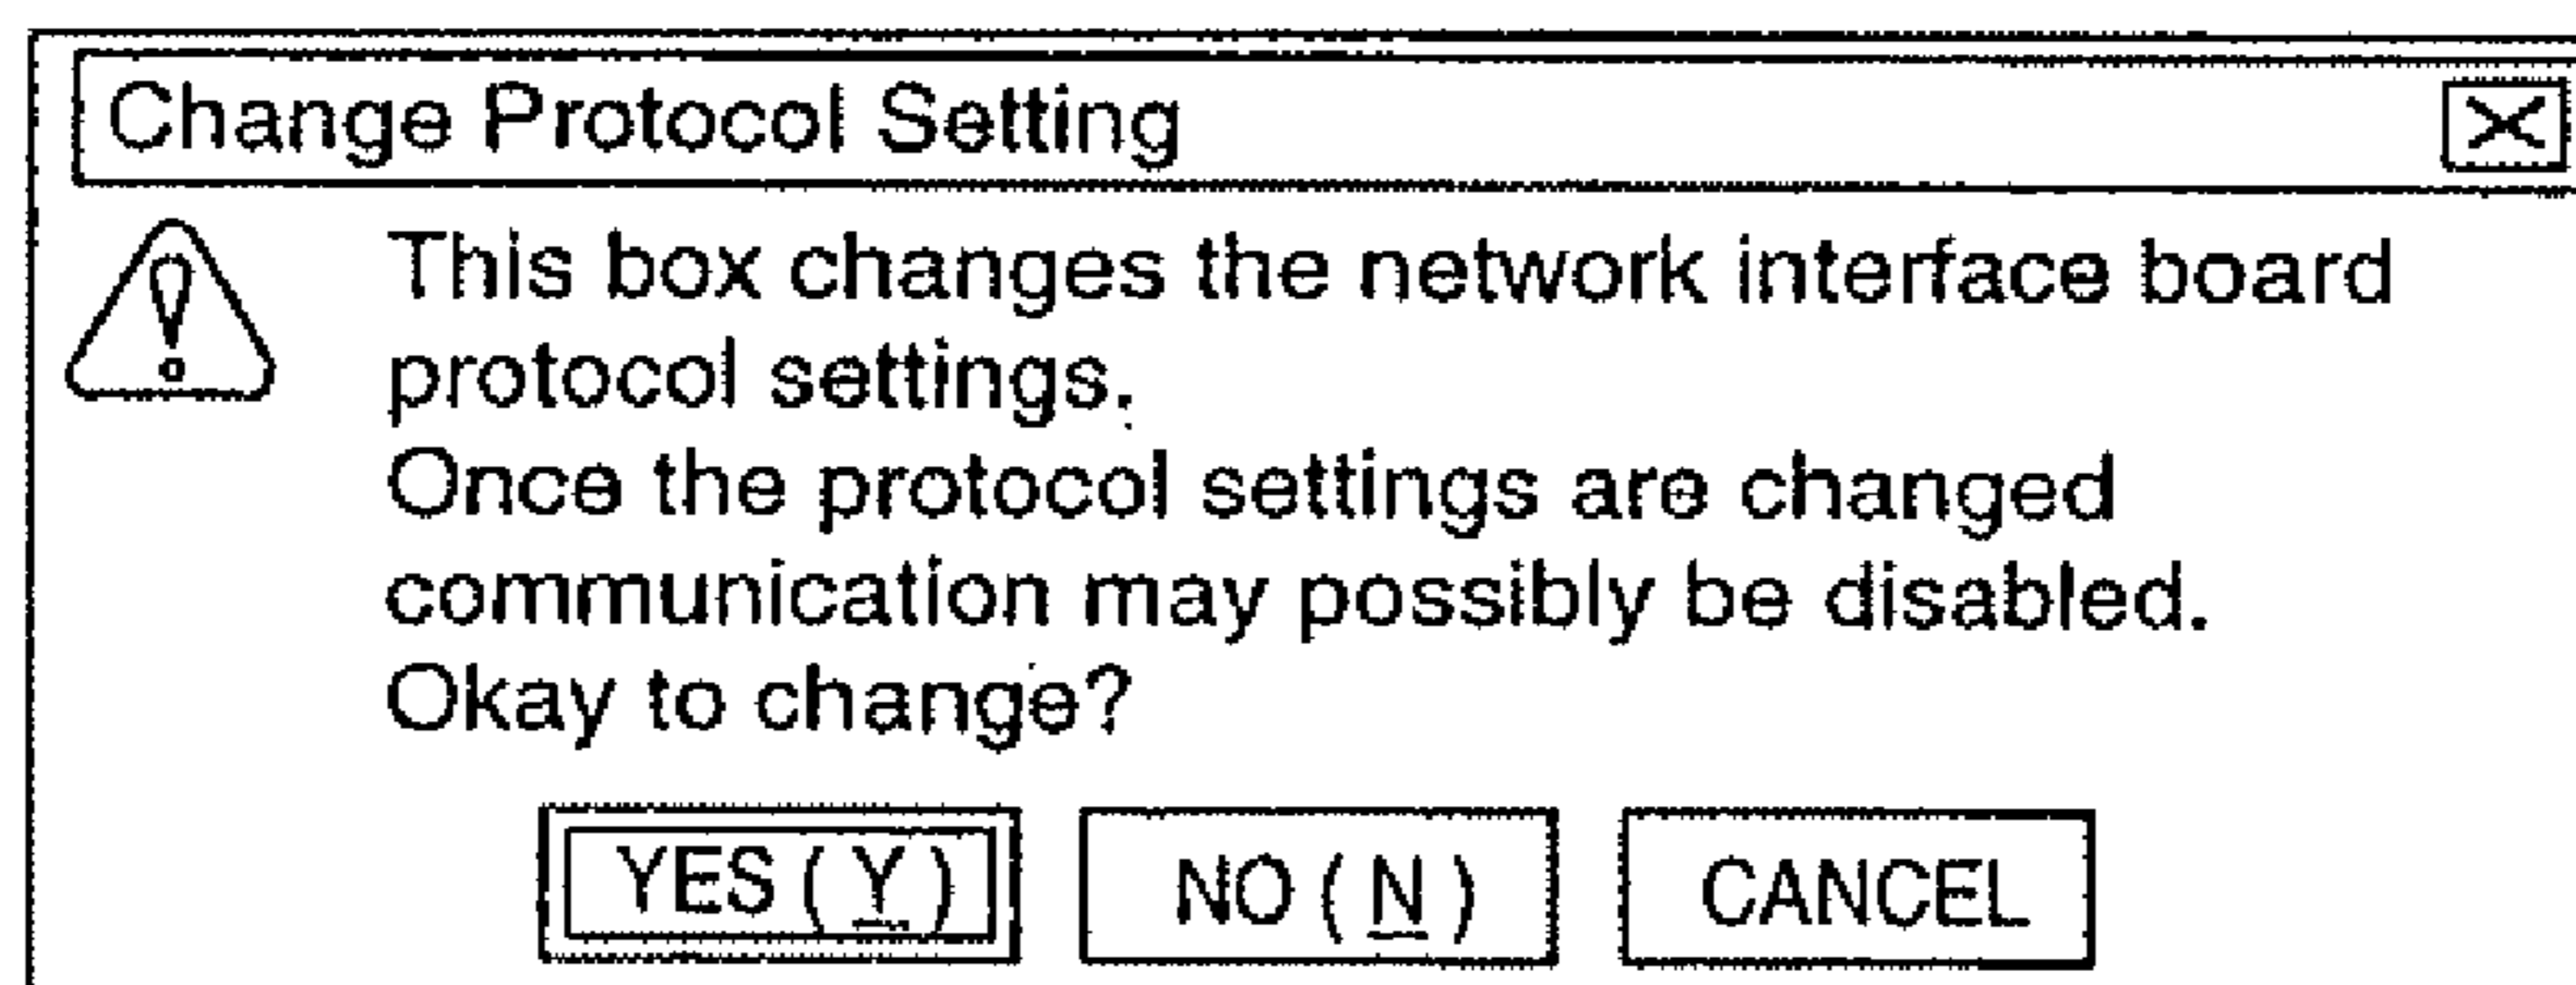 Change Protocol Setting
This box changes the network interface board
protocol settings.
Once the protocol settings are changed
communication may possibly be disabled.
Okay to change?
YES (Y) NO (N) CANCEL